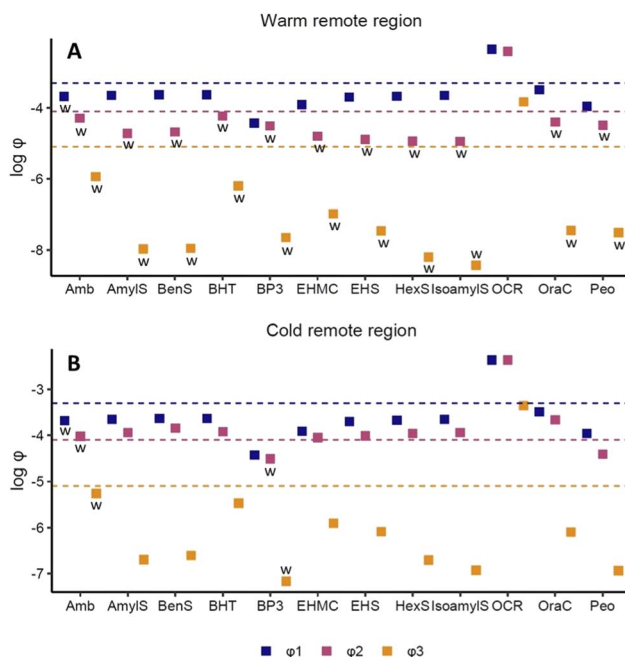 Warm remote region
A
log φ
-4
-6
-8
W
W W W W W W W W W W W
W W W W W W W W W W W
Amb AmylS BenS BHT BP3 EHMC EHS HexS IsoamylS OCR OraC Peo
Cold remote region
B
log φ
-3
-4
-5
-6
-7
W
W W
W W
Amb AmylS BenS BHT BP3 EHMC EHS HexS IsoamylS OCR OraC Peo
φ1 φ2 φ3